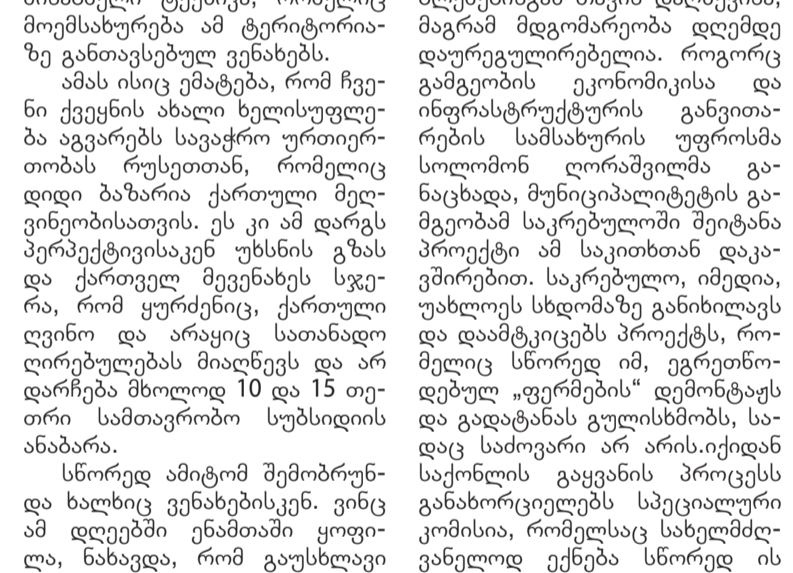 მოემსახურება ამ ტერიტორია-
ზე განთავსებულ ვენახებს.
ამას ისიც ემატება, რომ ჩვე-
ნი ქვეყნის ახალი ხელისუფლე-
ბა აგვარებს სავაჭრო ურთიერ-
თობას რუსეთთან, რომელიც
დიდი ბაზარია ქართული მეღ-
ვინეობისათვის. ეს კი ამ დარგს
პერპექტივისაკენ უხსნის გზას
და ქართველ მევენახეს სჯე-
რა, რომ ყურძენიც, ქართული
ღვინო და არაყიც სათანადო
ღირებულებას მიაღწევს და არ
დარჩება მხოლოდ 10 და 15 თე-
თრი სამთავრობო სუბსიდიის
ანაბარა.
სწორედ ამიტომ შემობრუნ-
და ხალხიც ვენახებისკენ. ვინც
ამ დღეებში ენამთაში ყოფი-
ლა, ნახავდა, რომ გაუსხლავი
მაგრამ მდგომარეობა დღემდე
დაურეგულირებელია. როგორც
გამგეობის ეკონომიკისა და
ინფრასტრუქტურის განვითა-
რების სამსახურის უფროსმა
სოლომონ ღორაშვილმა გა-
ნაცხადა, მუნიციპალიტეტის გა-
მგეობამ საკრებულოში შეიტანა
პროექტი ამ საკითხთან დაკა-
ვშირებით. საკრებულო, იმედია,
უახლოეს სხდომაზე განიხილავს
და დაამტკიცებს პროექტს, რო-
მელიც სწორედ იმ, ეგრეთწო-
დებულ „ფერმების“ დემონტაჟს
და გადატანას გულისხმობს, სა-
დაც საძოვარი არ არის.იქიდან
საქონლის გაყვანის პროცესს
განახორციელებს სპეციალური
კომისია, რომელსაც სახელმძღ-
ვანელოდ ექნება სწორედ ის